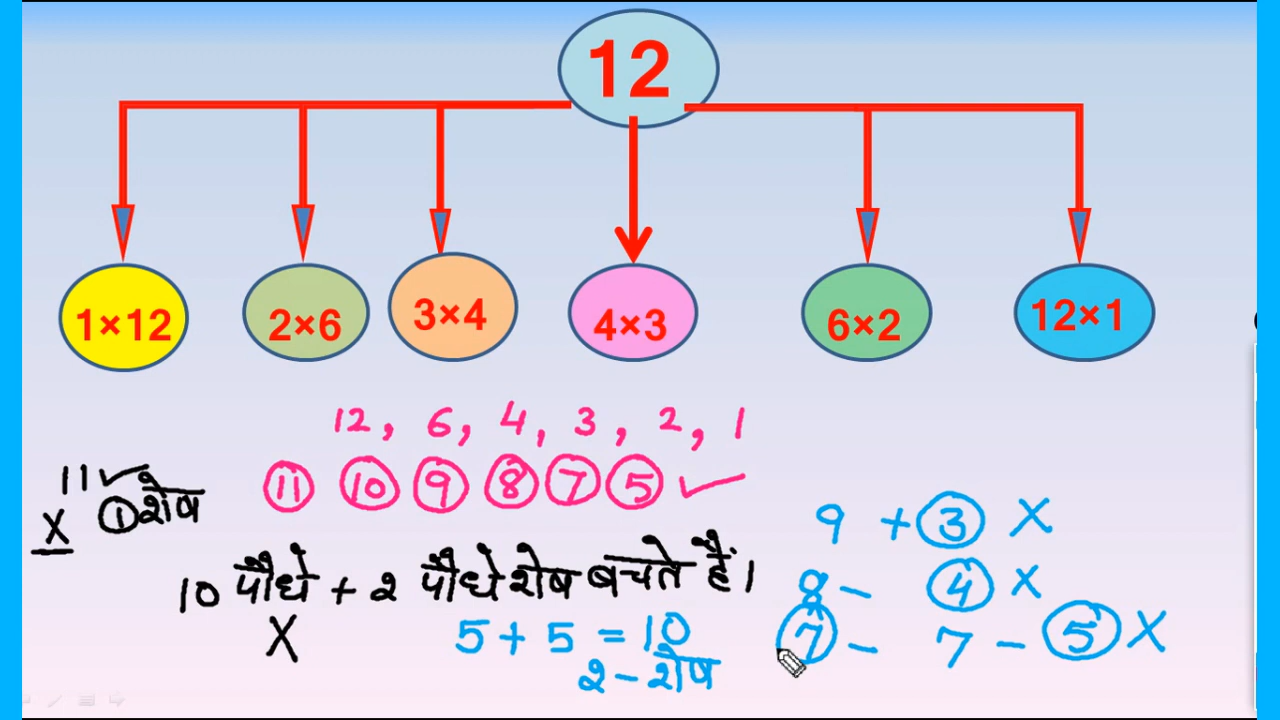 12
1×12 2×6 3×4 4×3 6×2 12×1
12, 6, 4, 3, 2, 1
11 10 9 8 7 5 ✓
11 ✓
X 1 शेष
9 + 3 X
10 पौधे + 2 पौधे शेष बचते हैं।
X
8 - 4 X
5 + 5 = 10
2 - शेष
7 - 7 - 5 X